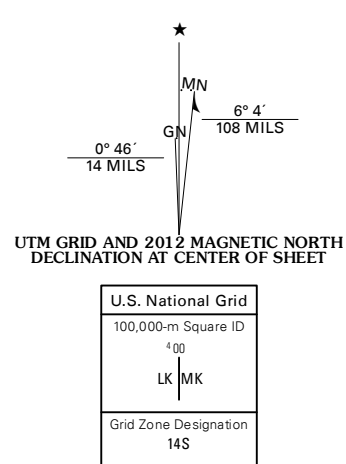 ★
MN
GN
6° 4´
108 MILS
0° 46´
14 MILS
UTM GRID AND 2012 MAGNETIC NORTH
DECLINATION AT CENTER OF SHEET
U.S. National Grid
100,000-m Square ID
400
LK MK
Grid Zone Designation
14S